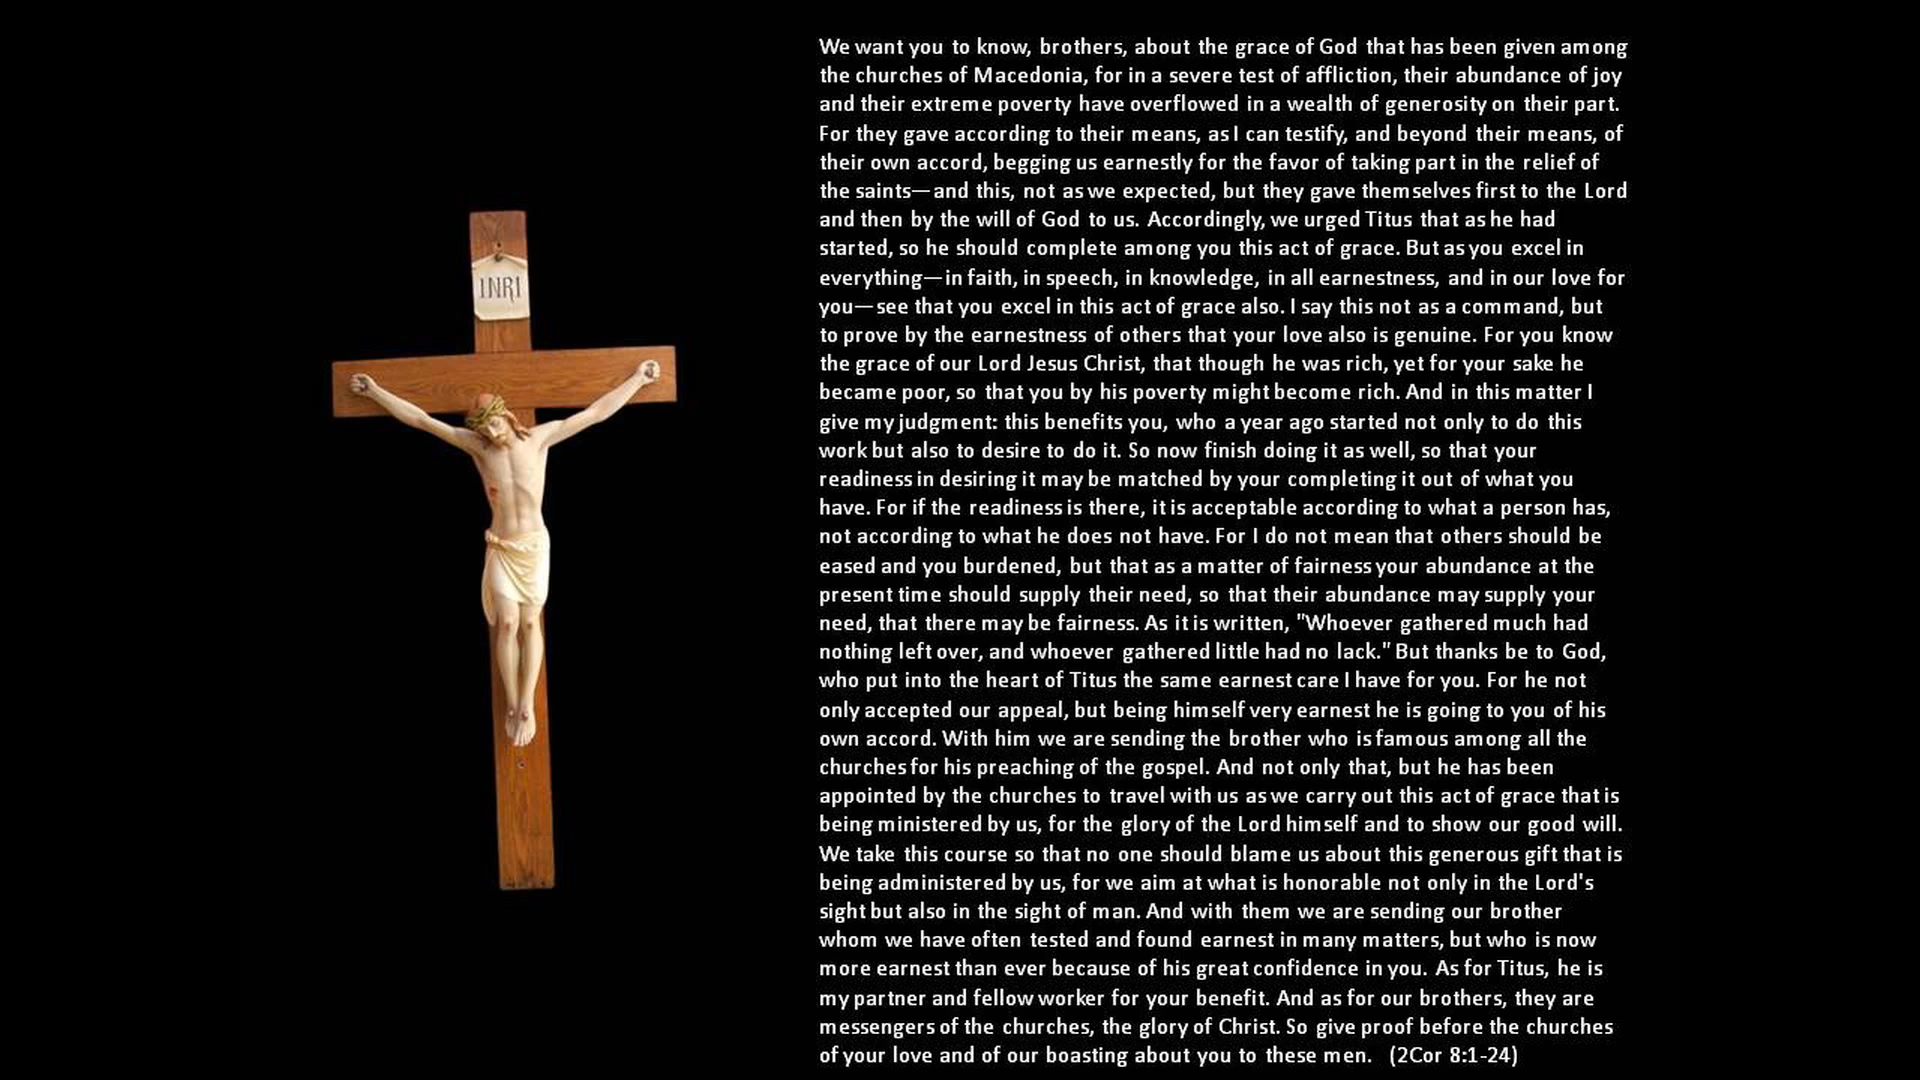 INRI
We want you to know, brothers, about the grace of God that has been given among
the churches of Macedonia, for in a severe test of affliction, their abundance of joy
and their extreme poverty have overflowed in a wealth of generosity on their part.
For they gave according to their means, as I can testify, and beyond their means, of
their own accord, begging us earnestly for the favor of taking part in the relief of
the saints—and this, not as we expected, but they gave themselves first to the Lord
and then by the will of God to us. Accordingly, we urged Titus that as he had
started, so he should complete among you this act of grace. But as you excel in
everything—in faith, in speech, in knowledge, in all earnestness, and in our love for
you—see that you excel in this act of grace also. I say this not as a command, but
to prove by the earnestness of others that your love also is genuine. For you know
the grace of our Lord Jesus Christ, that though he was rich, yet for your sake he
became poor, so that you by his poverty might become rich. And in this matter I
give my judgment: this benefits you, who a year ago started not only to do this
work but also to desire to do it. So now finish doing it as well, so that your
readiness in desiring it may be matched by your completing it out of what you
have. For if the readiness is there, it is acceptable according to what a person has,
not according to what he does not have. For I do not mean that others should be
eased and you burdened, but that as a matter of fairness your abundance at the
present time should supply their need, so that their abundance may supply your
need, that there may be fairness. As it is written, "Whoever gathered much had
nothing left over, and whoever gathered little had no lack." But thanks be to God,
who put into the heart of Titus the same earnest care I have for you. For he not
only accepted our appeal, but being himself very earnest he is going to you of his
own accord. With him we are sending the brother who is famous among all the
churches for his preaching of the gospel. And not only that, but he has been
appointed by the churches to travel with us as we carry out this act of grace that is
being ministered by us, for the glory of the Lord himself and to show our good will.
We take this course so that no one should blame us about this generous gift that is
being administered by us, for we aim at what is honorable not only in the Lord's
sight but also in the sight of man. And with them we are sending our brother
whom we have often tested and found earnest in many matters, but who is now
more earnest than ever because of his great confidence in you. As for Titus, he is
my partner and fellow worker for your benefit. And as for our brothers, they are
messengers of the churches, the glory of Christ. So give proof before the churches
of your love and of our boasting about you to these men. (2Cor 8:1-24)